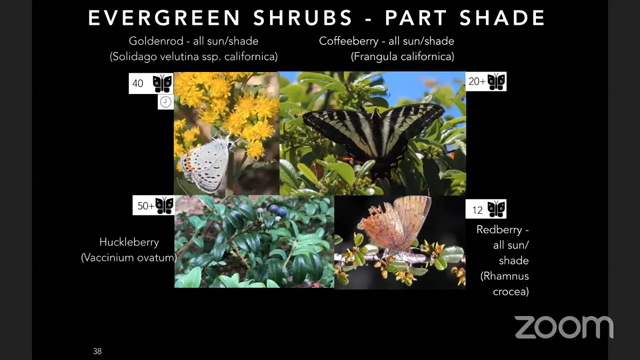 EVERGREEN SHRUBS - PART SHADE
Goldenrod - all sun/shade
(Solidago velutina ssp. californica)
Coffeeberry - all sun/shade
(Frangula californica)
40
20+
50+
12
Huckleberry
(Vaccinium ovatum)
Redberry -
all sun/
shade
(Rhamnus
crocea)
zoom
38